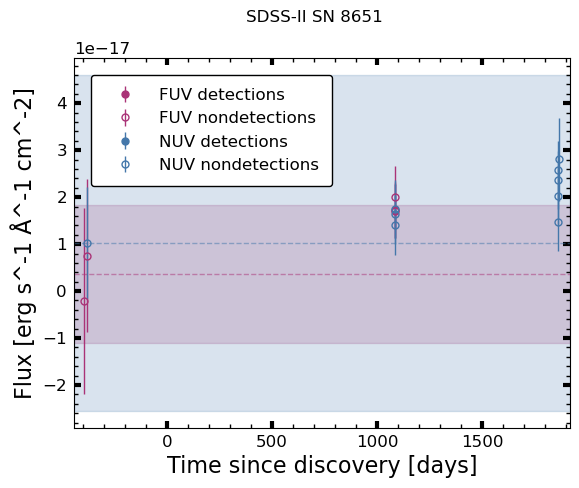 SDSS-II SN 8651
1e−17
FUV detections
FUV nondetections
NUV detections
NUV nondetections
4
3
2
1
0
−1
−2
Flux [erg s^-1 Å^-1 cm^-2]
0 500 1000 1500
Time since discovery [days]